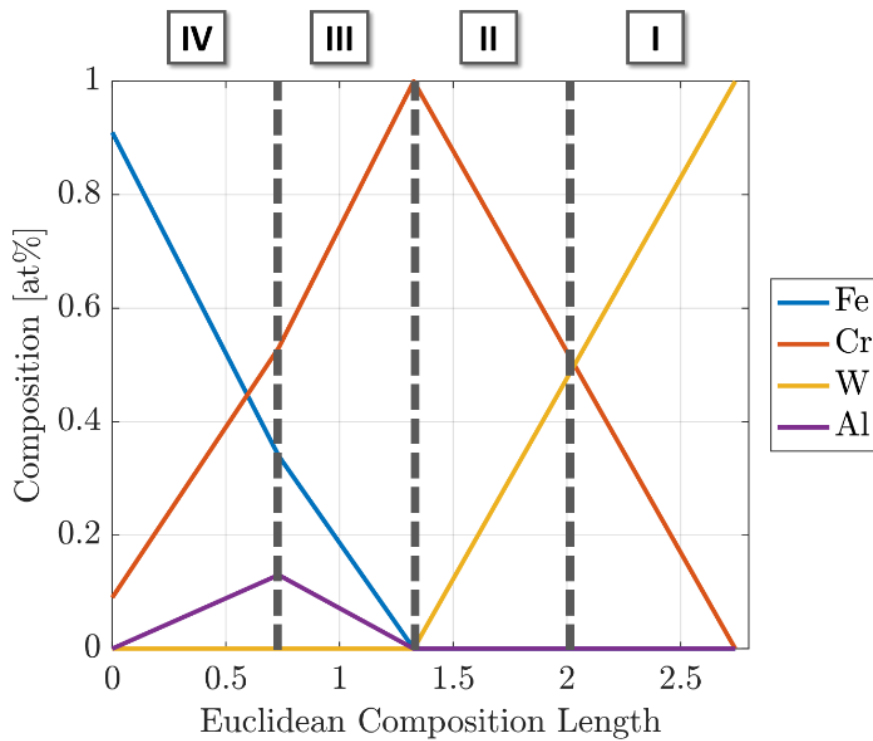 IV III II I
1
0.8
0.6
0.4
0.2
0
Composition [at%]
0 0.5 1 1.5 2 2.5
Euclidean Composition Length
Fe
Cr
W
Al